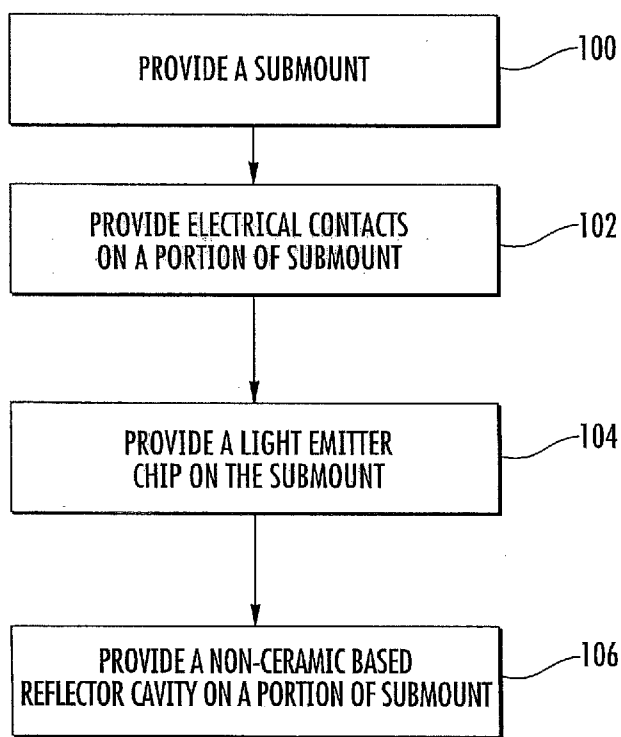 PROVIDE A SUBMOUNT
100
PROVIDE ELECTRICAL CONTACTS
ON A PORTION OF SUBMOUNT
102
PROVIDE A LIGHT EMITTER
CHIP ON THE SUBMOUNT
104
PROVIDE A NON-CERAMIC BASED
REFLECTOR CAVITY ON A PORTION OF SUBMOUNT
106